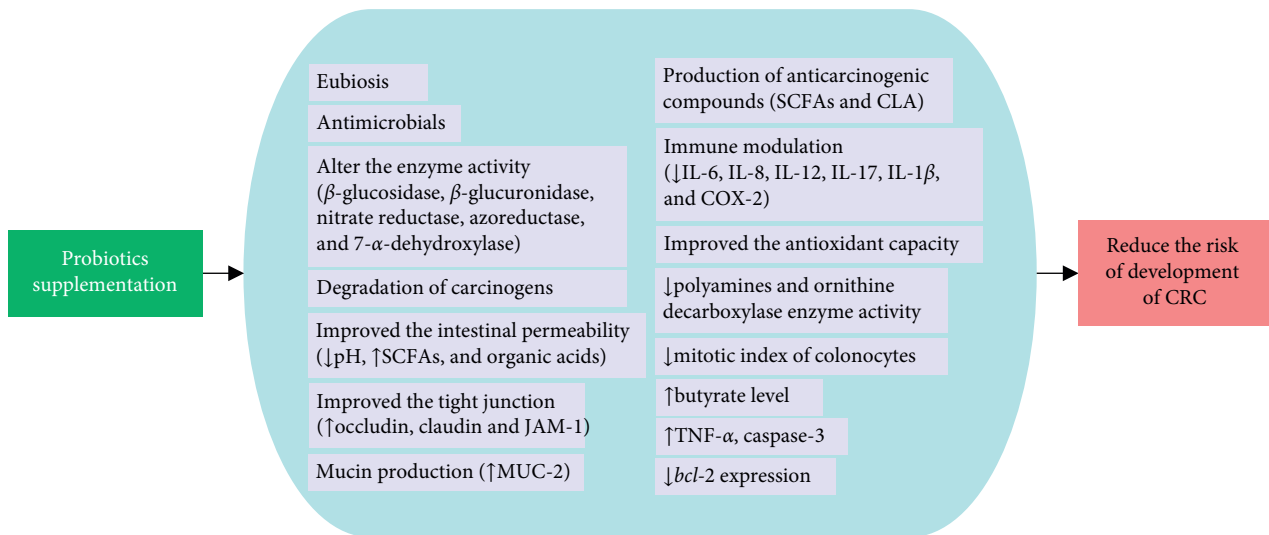 Probiotics
supplementation
Eubiosis
Antimicrobials
Alter the enzyme activity
(β-glucosidase, β-glucuronidase,
nitrate reductase, azoreductase,
and 7-α-dehydroxylase)
Degradation of carcinogens
Improved the intestinal permeability
(↓pH, ↑SCFAs, and organic acids)
Improved the tight junction
(↑occludin, claudin and JAM-1)
Mucin production (↑MUC-2)
Production of anticarcinogenic
compounds (SCFAs and CLA)
Immune modulation
(↓IL-6, IL-8, IL-12, IL-17, IL-1β,
and COX-2)
Improved the antioxidant capacity
↓polyamines and ornithine
decarboxylase enzyme activity
↓mitotic index of colonocytes
↑butyrate level
↑TNF-α, caspase-3
↓bcl-2 expression
Reduce the risk
of development
of CRC